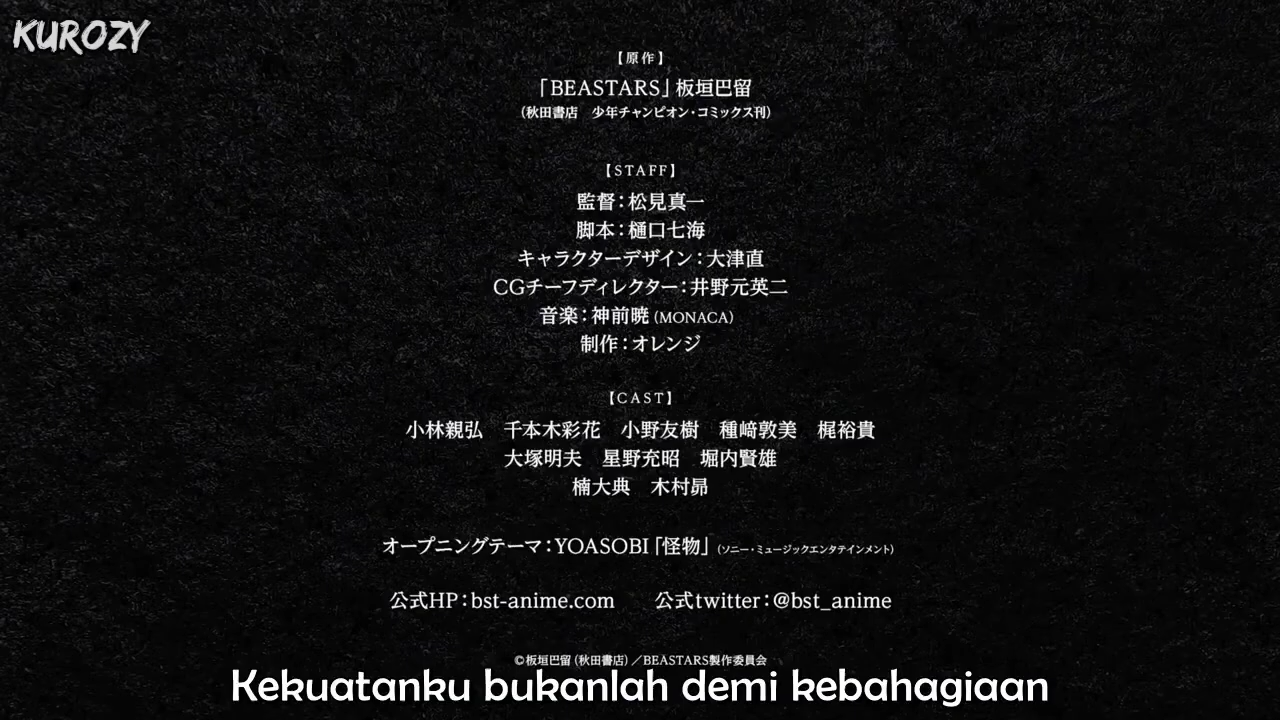 KUROZY
【原作】
「BEASTARS」板垣巴留
（秋田書店　少年チャンピオン・コミックス刊）
【STAFF】
監督：松見真一
脚本：樋口七海
キャラクターデザイン：大津直
CGチーフディレクター：井野元英二
音楽：神前暁（MONACA）
制作：オレンジ
【CAST】
小林親弘　千本木彩花　小野友樹　種﨑敦美　梶裕貴
大塚明夫　星野充昭　堀内賢雄
楠大典　木村昴
オープニングテーマ：YOASOBI「怪物」（ソニー・ミュージックエンタテインメント）
公式HP：bst-anime.com　　公式twitter：@bst_anime
©板垣巴留（秋田書店）／BEASTARS製作委員会
Kekuatanku bukanlah demi kebahagiaan